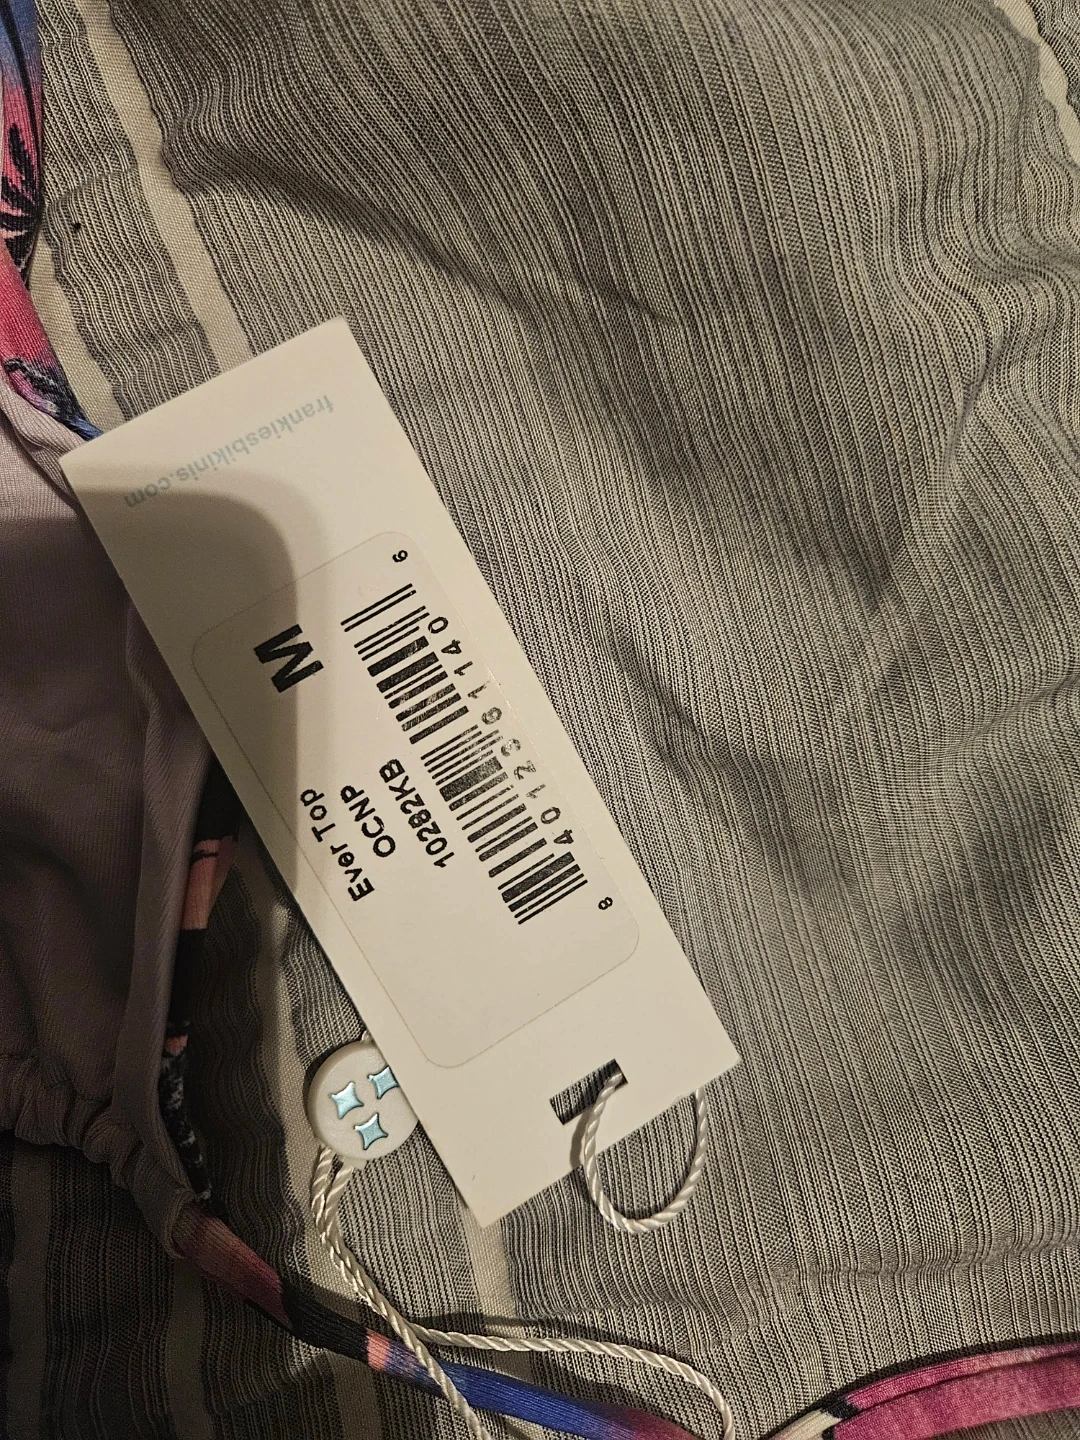 frankiesbikinis.com
Ever Top
OCNP
10282KB
M
8 40123 61140 6